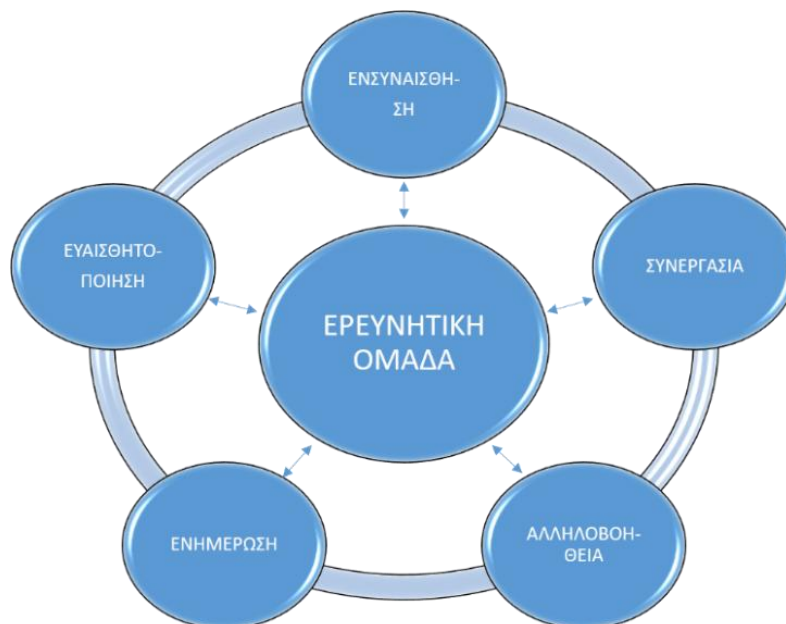 ΕΝΣΥΝΑΙΣΘΗ-
ΣΗ
ΕΥΑΙΣΘΗΤΟ-
ΠΟΙΗΣΗ
ΣΥΝΕΡΓΑΣΙΑ
ΕΡΕΥΝΗΤΙΚΗ
ΟΜΑΔΑ
ΕΝΗΜΕΡΩΣΗ
ΑΛΛΗΛΟΒΟΗ-
ΘΕΙΑ